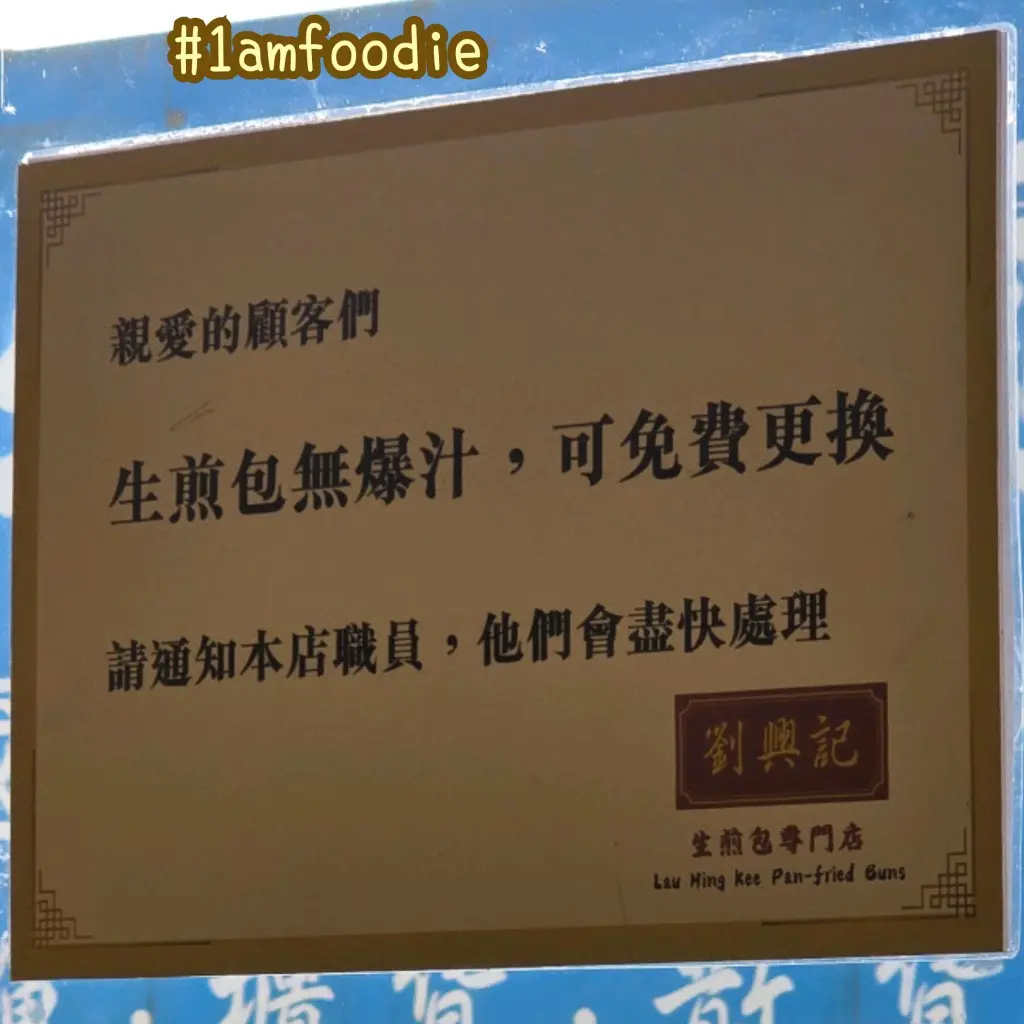 #1amfoodie
親愛的顧客們
生煎包無爆汁，可免費更換
請通知本店職員，他們會盡快處理
劉興記
生煎包專門店
Lau Hing Kee Pan-fried Buns